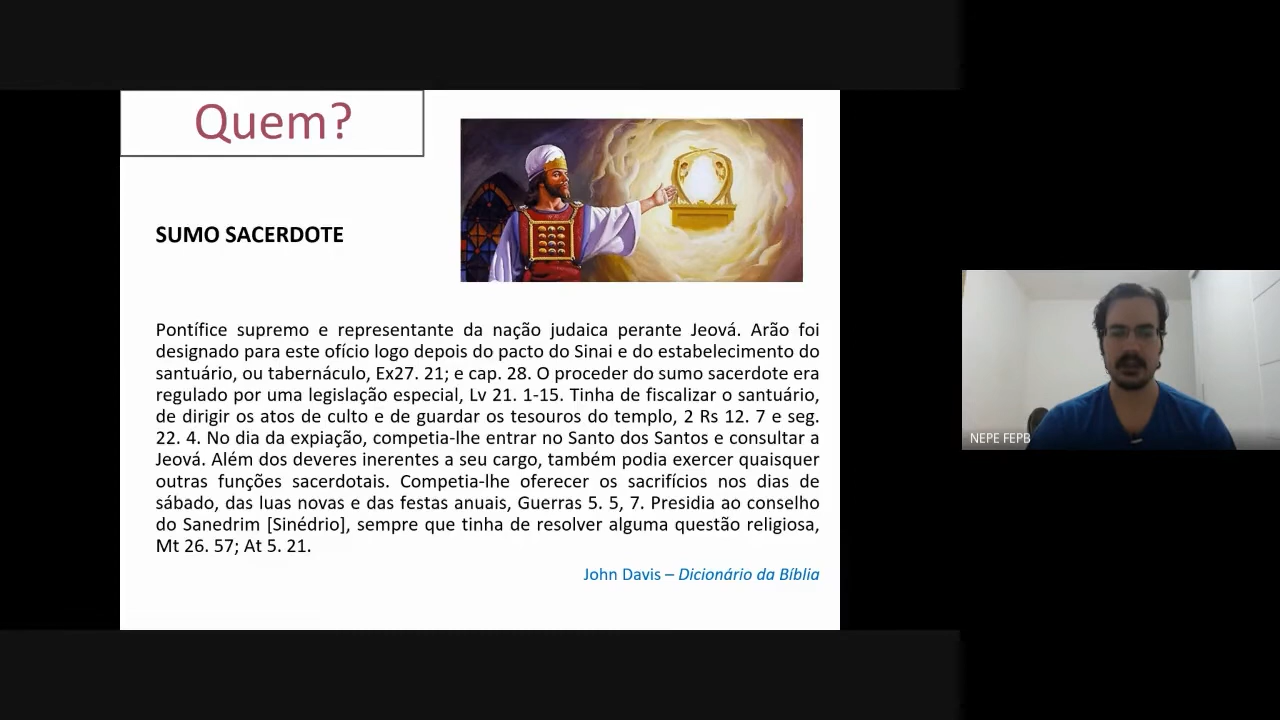 Quem?
SUMO SACERDOTE
Pontífice supremo e representante da nação judaica perante Jeová. Arão foi
designado para este ofício logo depois do pacto do Sinai e do estabelecimento do
santuário, ou tabernáculo, Ex27. 21; e cap. 28. O proceder do sumo sacerdote era
regulado por uma legislação especial, Lv 21. 1-15. Tinha de fiscalizar o santuário,
de dirigir os atos de culto e de guardar os tesouros do templo, 2 Rs 12. 7 e seg.
22. 4. No dia da expiação, competia-lhe entrar no Santo dos Santos e consultar a
Jeová. Além dos deveres inerentes a seu cargo, também podia exercer quaisquer
outras funções sacerdotais. Competia-lhe oferecer os sacrifícios nos dias de
sábado, das luas novas e das festas anuais, Guerras 5. 5, 7. Presidia ao conselho
do Sanedrim [Sinédrio], sempre que tinha de resolver alguma questão religiosa,
Mt 26. 57; At 5. 21.
John Davis – Dicionário da Bíblia
NEPE FEPB